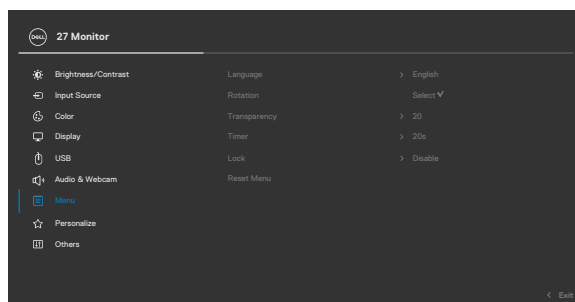 DELL 27 Monitor
Brightness/Contrast Language > English
Input Source Rotation Select ✓
Color Transparency > 20
Display Timer > 20s
USB Lock > Disable
Audio & Webcam Reset Menu
Menu
Personalize
Others
< Exit